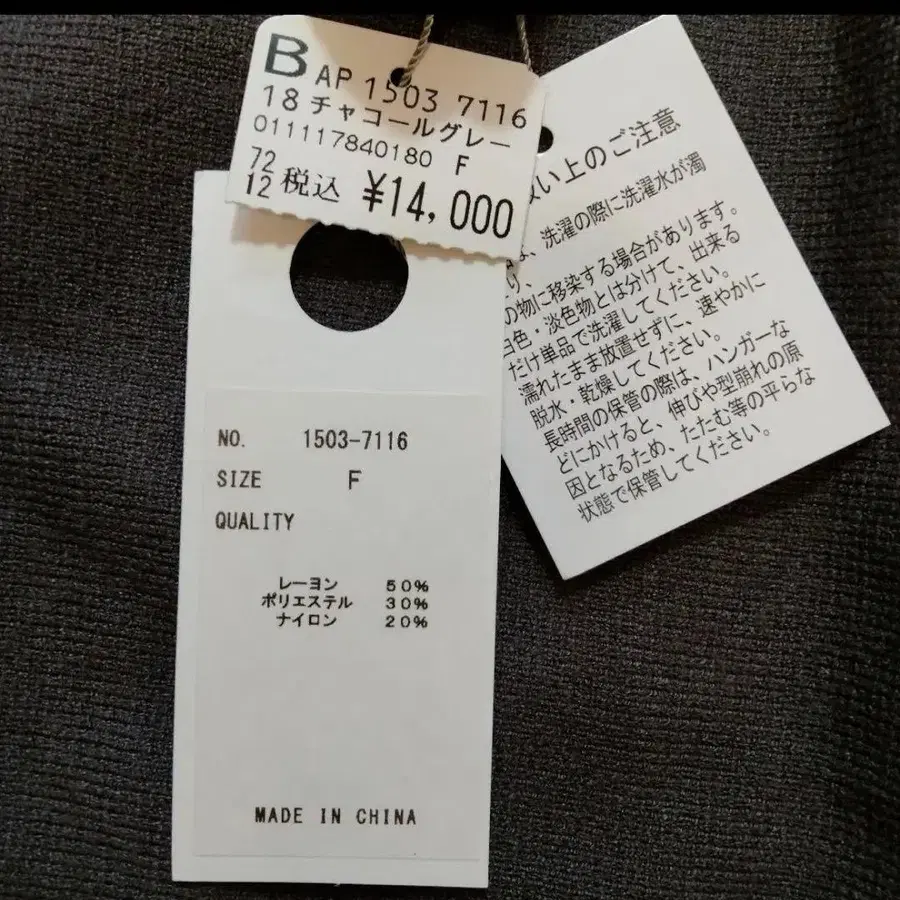 B AP 1503 7116
18 チャコールグレー
011117840180 F
72
12 税込 ¥14,000
い上のご注意
、洗濯の際に洗濯水が濁
り、
の物に移染する場合があります。
白色・淡色物とは分けて、出来る
だけ単品で洗濯してください。
濡れたまま放置せずに、速やかに
脱水・乾燥してください。
長時間の保管の際は、ハンガーな
どにかけると、伸びや型崩れの原
因となるため、たたむ等の平らな
状態で保管してください。
NO. 1503-7116
SIZE F
QUALITY
レーヨン 50%
ポリエステル 30%
ナイロン 20%
MADE IN CHINA